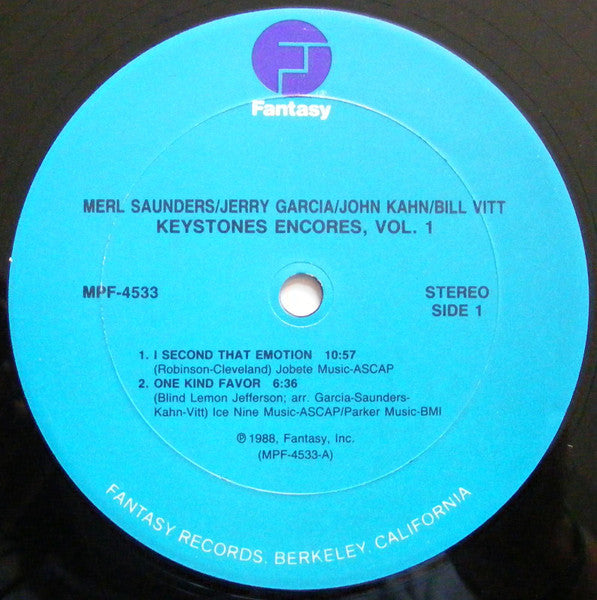 Fantasy
MERL SAUNDERS/JERRY GARCIA/JOHN KAHN/BILL VITT
KEYSTONES ENCORES, VOL. 1
MPF-4533
STEREO
SIDE 1
1. I SECOND THAT EMOTION 10:57
(Robinson-Cleveland) Jobete Music-ASCAP
2. ONE KIND FAVOR 6:36
(Blind Lemon Jefferson; arr. Garcia-Saunders-
Kahn-Vitt) Ice Nine Music-ASCAP/Parker Music-BMI
℗ 1988, Fantasy, Inc.
(MPF-4533-A)
FANTASY RECORDS, BERKELEY, CALIFORNIA